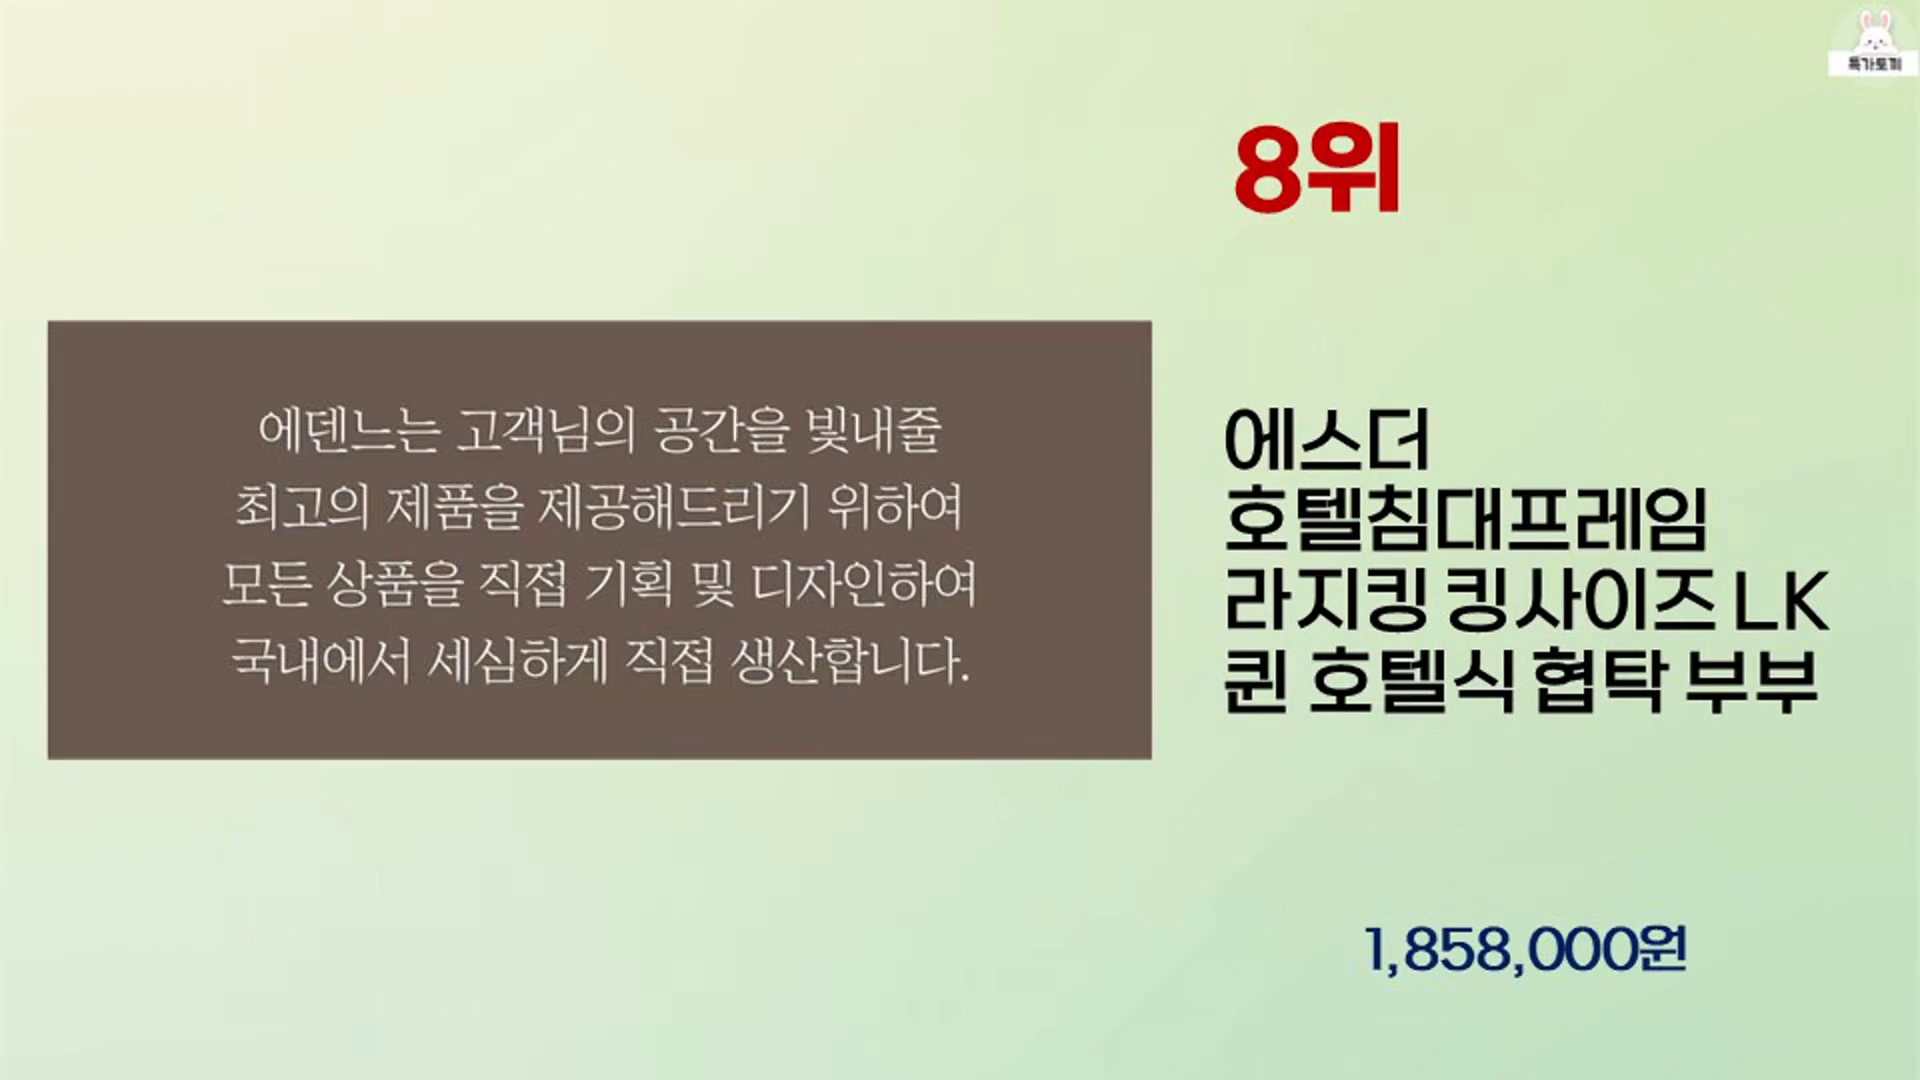 특가토끼
8위
에덴느는 고객님의 공간을 빛내줄
최고의 제품을 제공해드리기 위하여
모든 상품을 직접 기획 및 디자인하여
국내에서 세심하게 직접 생산합니다.
에스더
호텔침대프레임
라지킹 킹사이즈 LK
퀸 호텔식 협탁 부부
1,858,000원